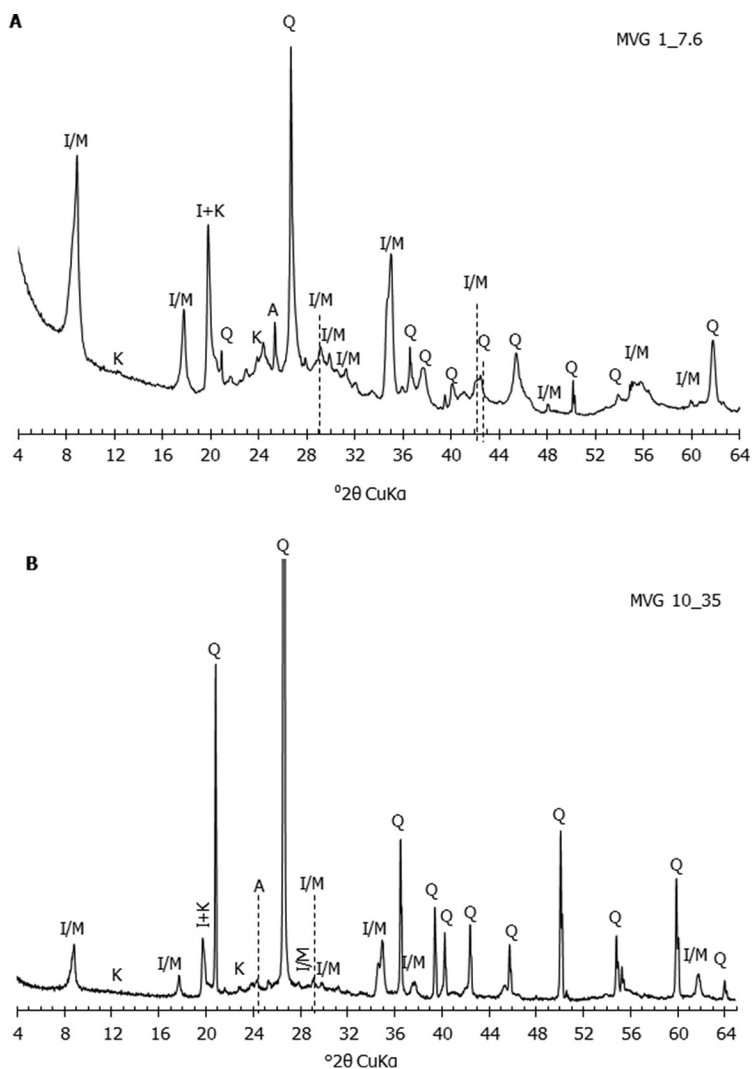 A
Q
MVG 1_7.6
I/M
I+K
I/M
I/M
I/M
I/M
A
Q
K
I/M
I/M
Q
Q
Q
Q
Q
Q
Q
I/M
Q
I/M
I/M
K
4 8 12 16 20 24 28 32 36 40 44 48 52 56 60 64
⁰2θ CuKα
B
Q
MVG 10_35
Q
Q
Q
Q
Q
Q
Q
Q
Q
A
I/M
I+K
I/M
I/M
I/M
I/M
K
K
I/M
I/M
I/M
Q
4 8 12 16 20 24 28 32 36 40 44 48 52 56 60 64
°2θ CuKα